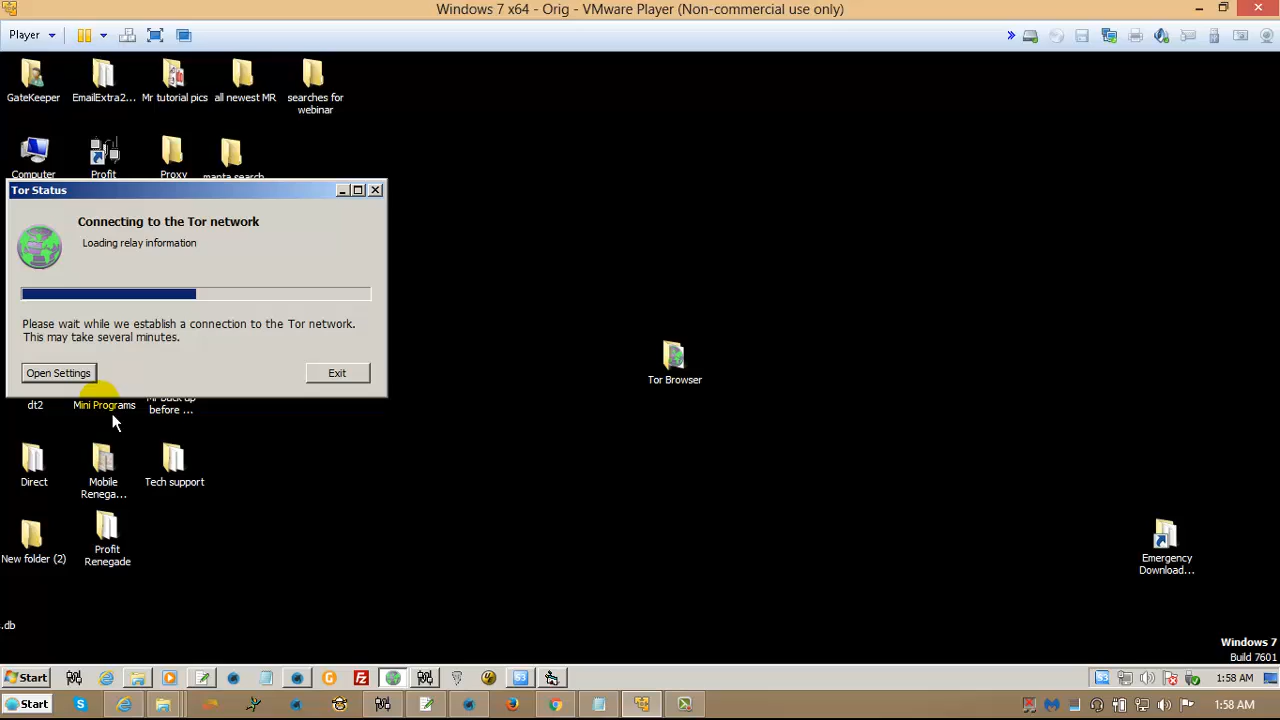 Windows 7 x64 - Orig - VMware Player (Non-commercial use only)
Player
GateKeeper
EmailExtra2...
Mr tutorial pics
all newest MR
searches for
webinar
Computer
Profit
Proxy
manta search
Tor Status
Connecting to the Tor network
Loading relay information
Please wait while we establish a connection to the Tor network.
This may take several minutes.
Open Settings
Exit
Tor Browser
dt2
Mini Programs
before ...
Direct
Mobile
Renega...
Tech support
New folder (2)
Profit
Renegade
Emergency
Download...
.db
Windows 7
Build 7601
Start
1:58 AM
Start
1:58 AM